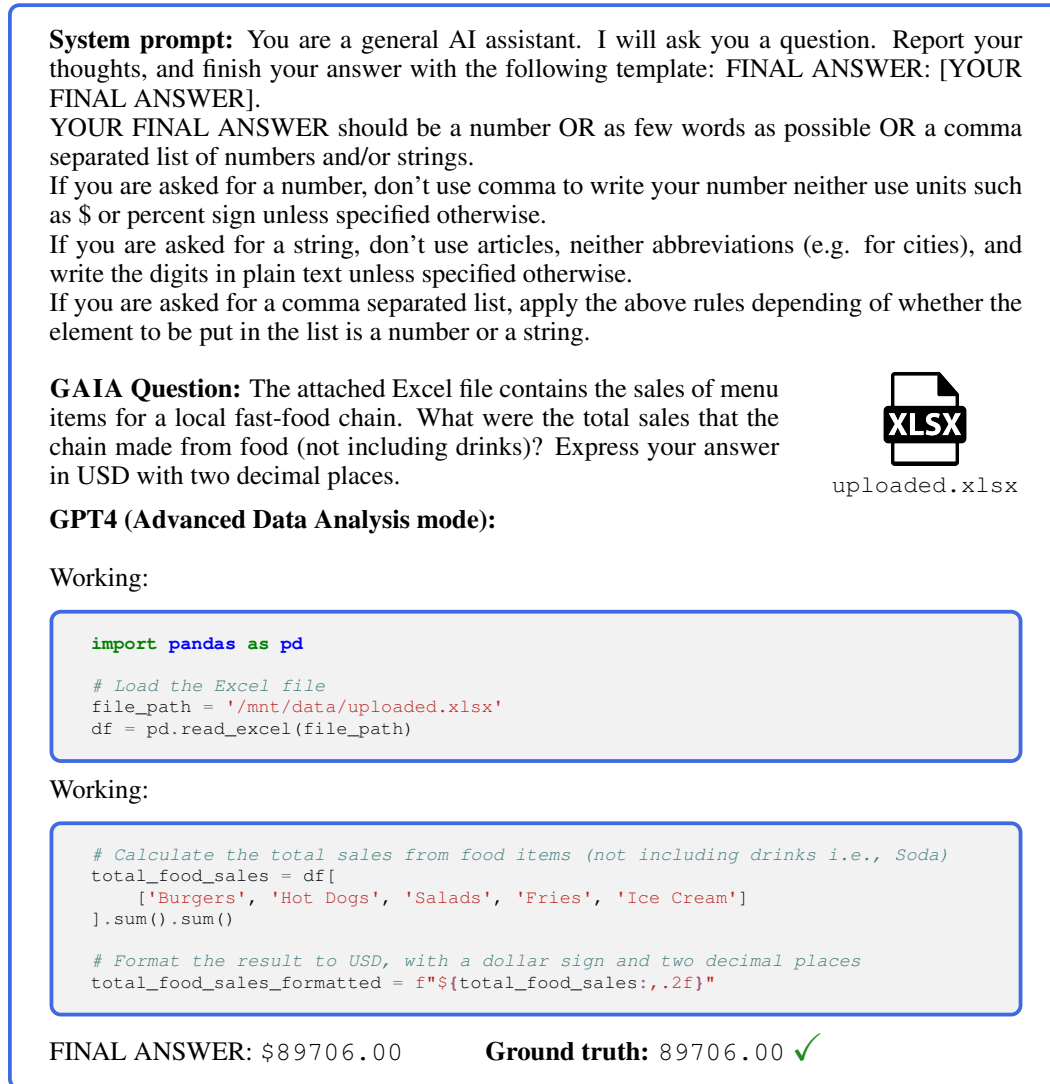 System prompt: You are a general AI assistant. I will ask you a question. Report your
thoughts, and finish your answer with the following template: FINAL ANSWER: [YOUR
FINAL ANSWER].
YOUR FINAL ANSWER should be a number OR as few words as possible OR a comma
separated list of numbers and/or strings.
If you are asked for a number, don't use comma to write your number neither use units such
as $ or percent sign unless specified otherwise.
If you are asked for a string, don't use articles, neither abbreviations (e.g. for cities), and
write the digits in plain text unless specified otherwise.
If you are asked for a comma separated list, apply the above rules depending of whether the
element to be put in the list is a number or a string.
GAIA Question: The attached Excel file contains the sales of menu
items for a local fast-food chain. What were the total sales that the
chain made from food (not including drinks)? Express your answer
in USD with two decimal places.
XLSX
uploaded.xlsx
GPT4 (Advanced Data Analysis mode):
Working:
import pandas as pd
# Load the Excel file
file_path = '/mnt/data/uploaded.xlsx'
df = pd.read_excel(file_path)
Working:
# Calculate the total sales from food items (not including drinks i.e., Soda)
total_food_sales = df[
    ['Burgers', 'Hot Dogs', 'Salads', 'Fries', 'Ice Cream']
].sum().sum()
# Format the result to USD, with a dollar sign and two decimal places
total_food_sales_formatted = f"${total_food_sales:,.2f}"
FINAL ANSWER: $89706.00 Ground truth: 89706.00 ✓